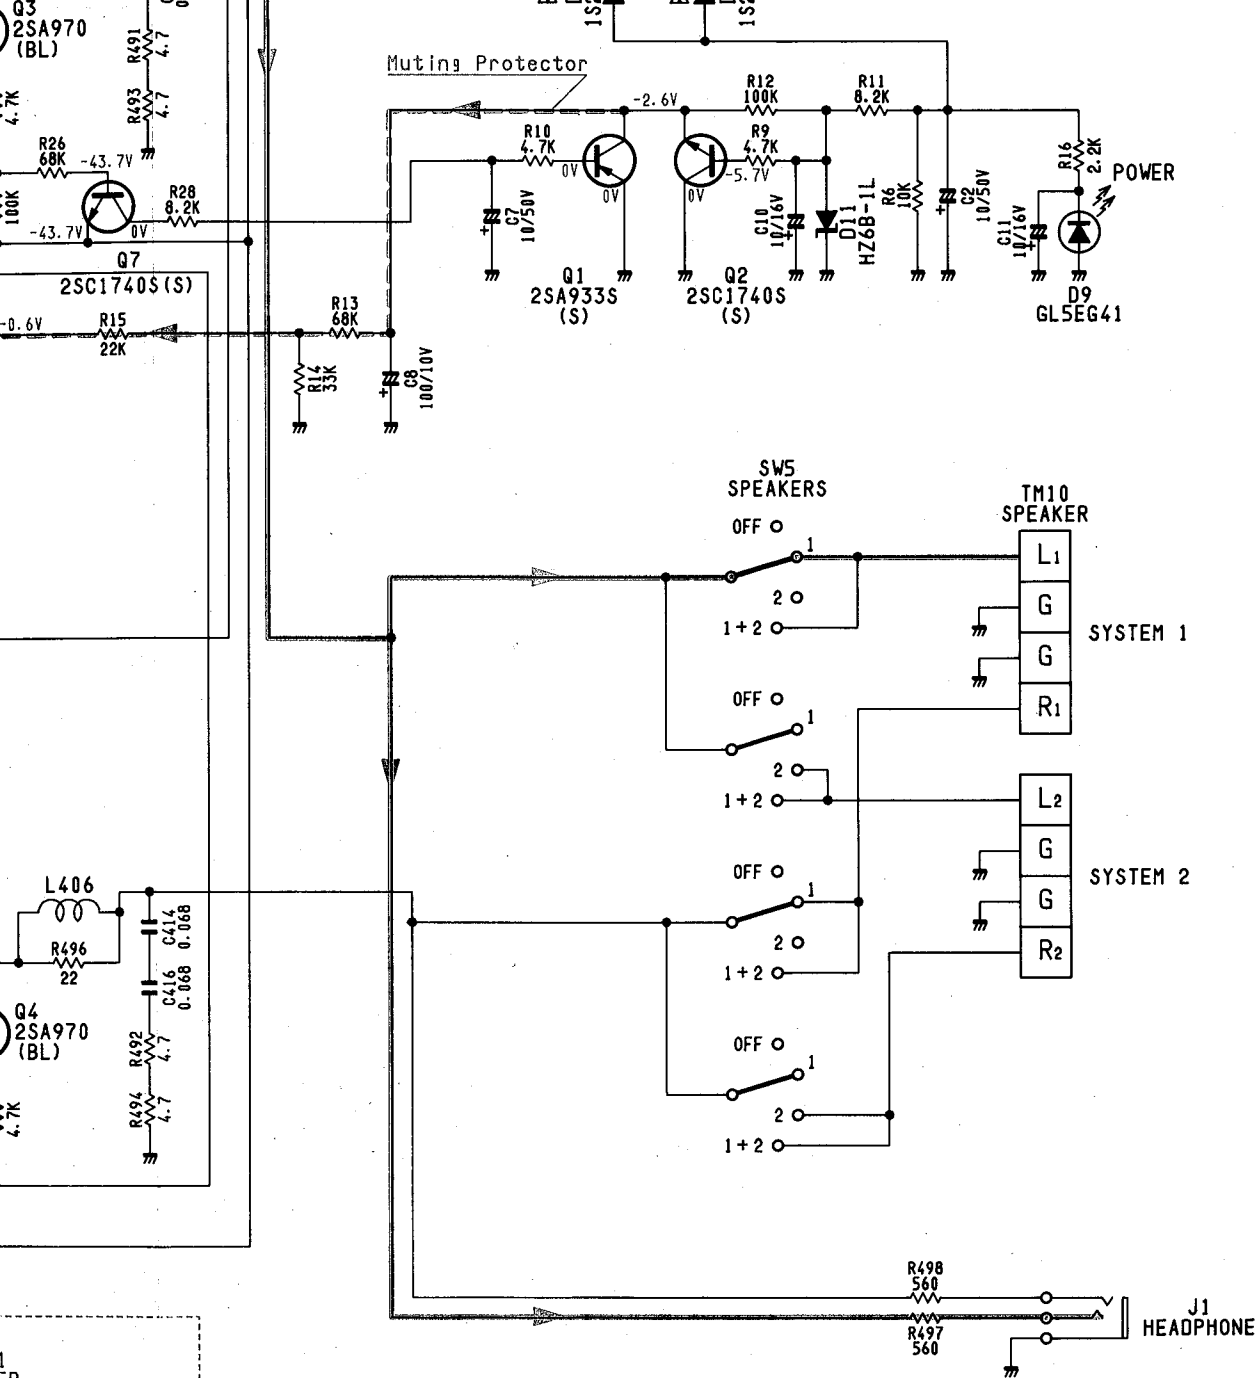 Q3
2SA970
(BL)
R491
4.7
R493
4.7
4.7K
1S2
1S2
Muting Protector
-2.6V
R12
100K
R11
8.2K
R10
4.7K
R9
4.7K
0V
-5.7V
0V
0V
C7
10/50V
C10
10/16V
D11
HZ6B-1L
R6
10K
C2
10/50V
R16
2.2K
POWER
C11
10/16V
D9
GL5EG41
Q1
2SA933S
(S)
Q2
2SC1740S
(S)
R26
68K
-43.7V
100K
R28
8.2K
-43.7V
0V
Q7
2SC1740S(S)
-0.6V
R15
22K
R13
68K
R14
33K
C8
100/10V
SW5
SPEAKERS
OFF
1
2
1+2
OFF
1
2
1+2
OFF
1
2
1+2
OFF
1
2
1+2
TM10
SPEAKER
L1
G
G
R1
SYSTEM 1
L2
G
G
R2
SYSTEM 2
L406
R496
22
C414
0.068
C416
0.068
Q4
2SA970
(BL)
R492
4.7
R494
4.7
4.7K
R498
560
R497
560
J1
HEADPHONE